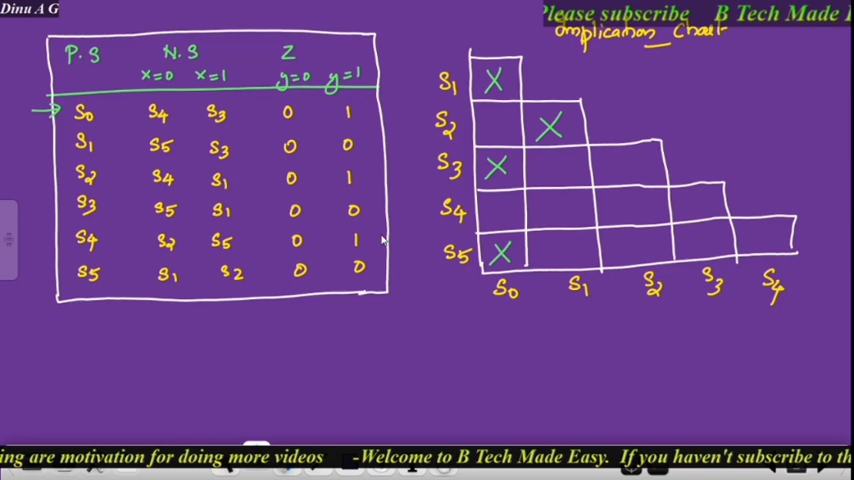 Dinu A G
Please subscribe B Tech Made E
Implication Chart
P.S N.S Z
x=0 x=1 y=0 y=1
→ S0 S4 S3 0 1
S1 S5 S3 0 0
S2 S4 S1 0 1
S3 S5 S1 0 0
S4 S2 S5 0 1
S5 S1 S2 0 0
S1 X
S2 X
S3 X
S4
S5 X
S0 S1 S2 S3 S4
ing are motivation for doing more videos -Welcome to B Tech Made Easy. If you haven't subscribe to th